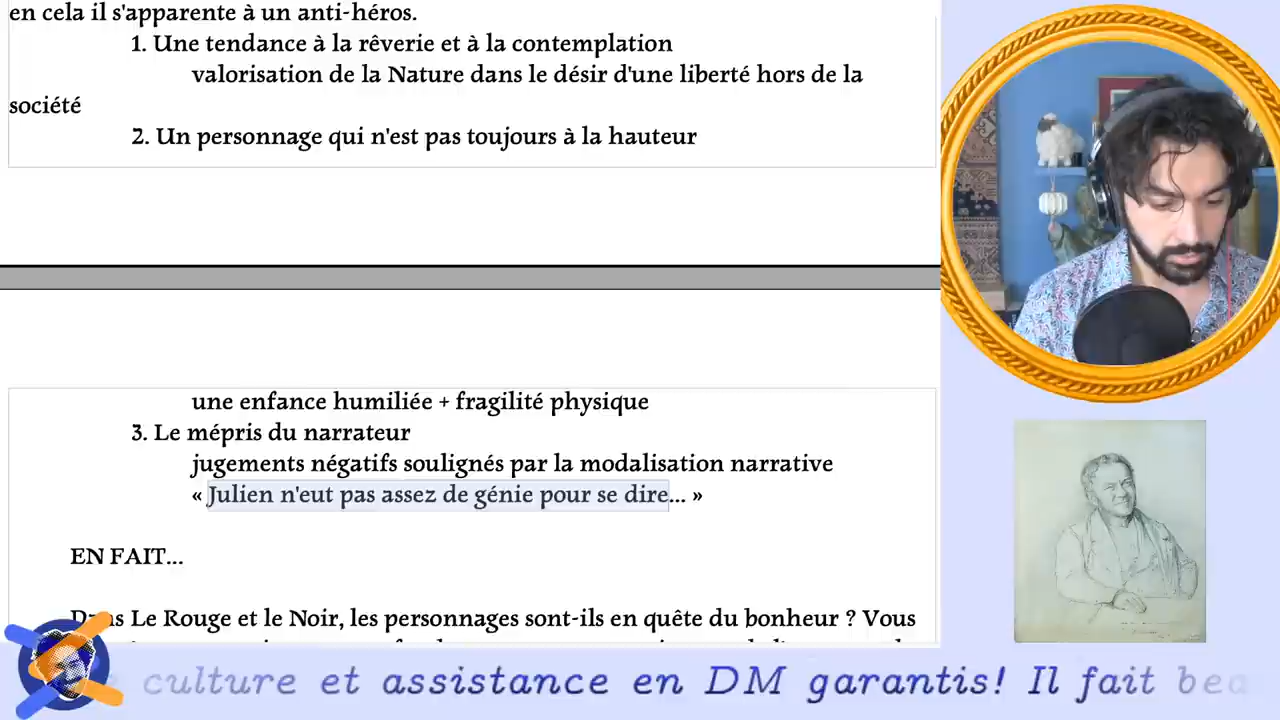 en cela il s'apparente à un anti-héros.
1. Une tendance à la rêverie et à la contemplation
valorisation de la Nature dans le désir d'une liberté hors de la
société
2. Un personnage qui n'est pas toujours à la hauteur
une enfance humiliée + fragilité physique
3. Le mépris du narrateur
jugements négatifs soulignés par la modalisation narrative
« Julien n'eut pas assez de génie pour se dire... »
EN FAIT...
Dans Le Rouge et le Noir, les personnages sont-ils en quête du bonheur ? Vous
culture et assistance en DM garantis! Il fait